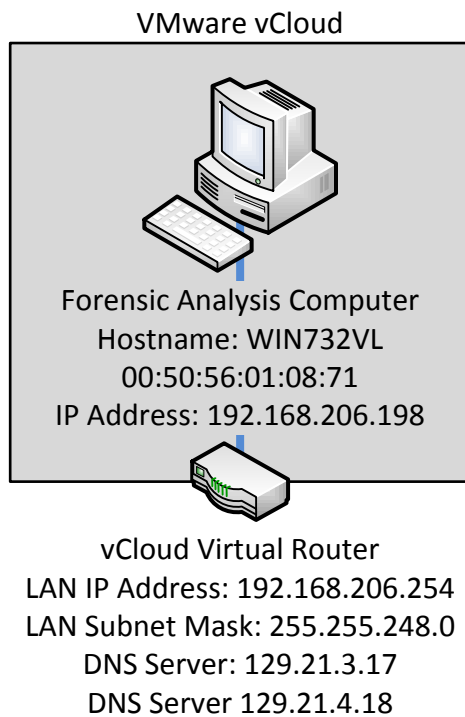 VMware vCloud
Forensic Analysis Computer
Hostname: WIN732VL
00:50:56:01:08:71
IP Address: 192.168.206.198
vCloud Virtual Router
LAN IP Address: 192.168.206.254
LAN Subnet Mask: 255.255.248.0
DNS Server: 129.21.3.17
DNS Server 129.21.4.18